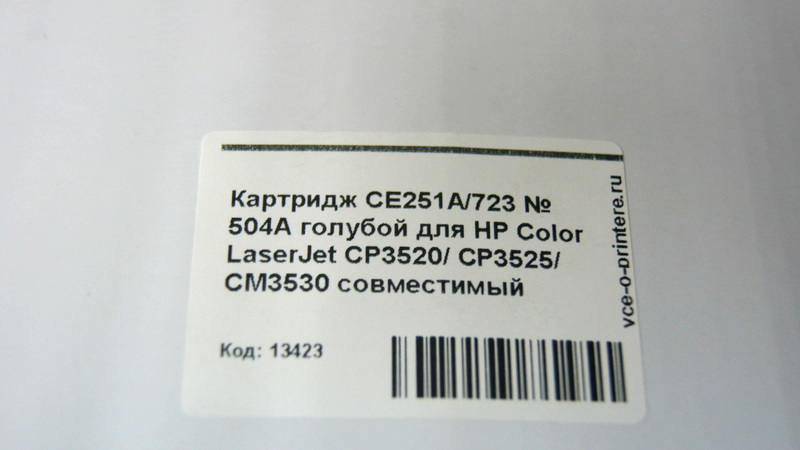 Картридж CE251A/723 №
504A голубой для HP Color
LaserJet CP3520/ CP3525/
CM3530 совместимый
Код: 13423
vce-o-printere.ru